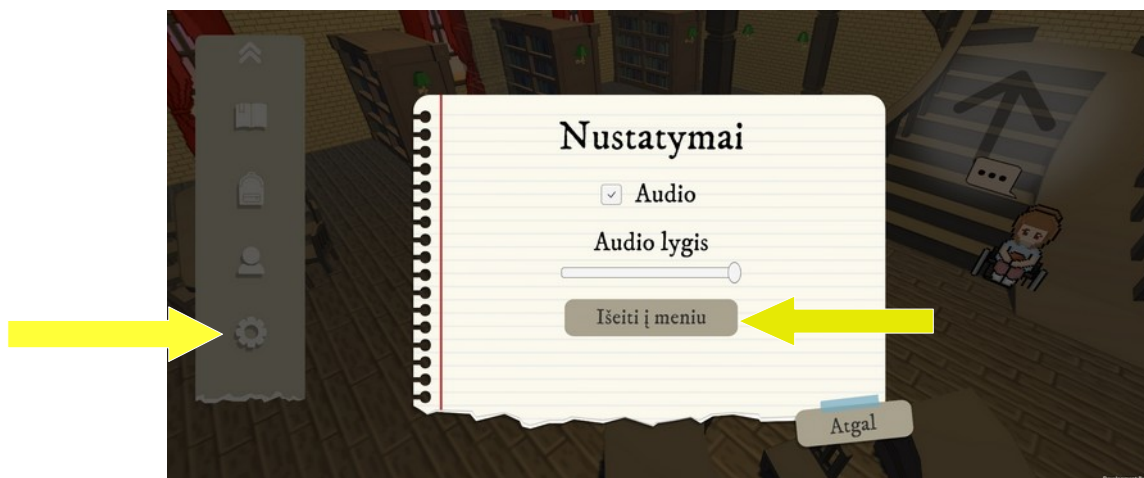 Nustatymai
Audio
Audio lygis
Išeiti į meniu
Atgal